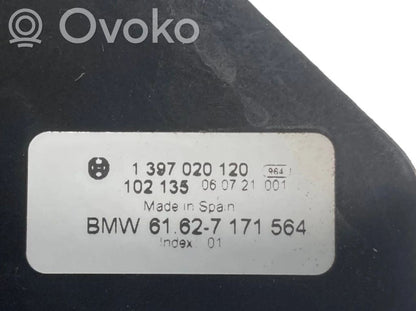 Ovoko
1 397 020 120 964
102 135 06 07 21 001
Made in Spain
BMW 61.62-7 171 564
Index 01